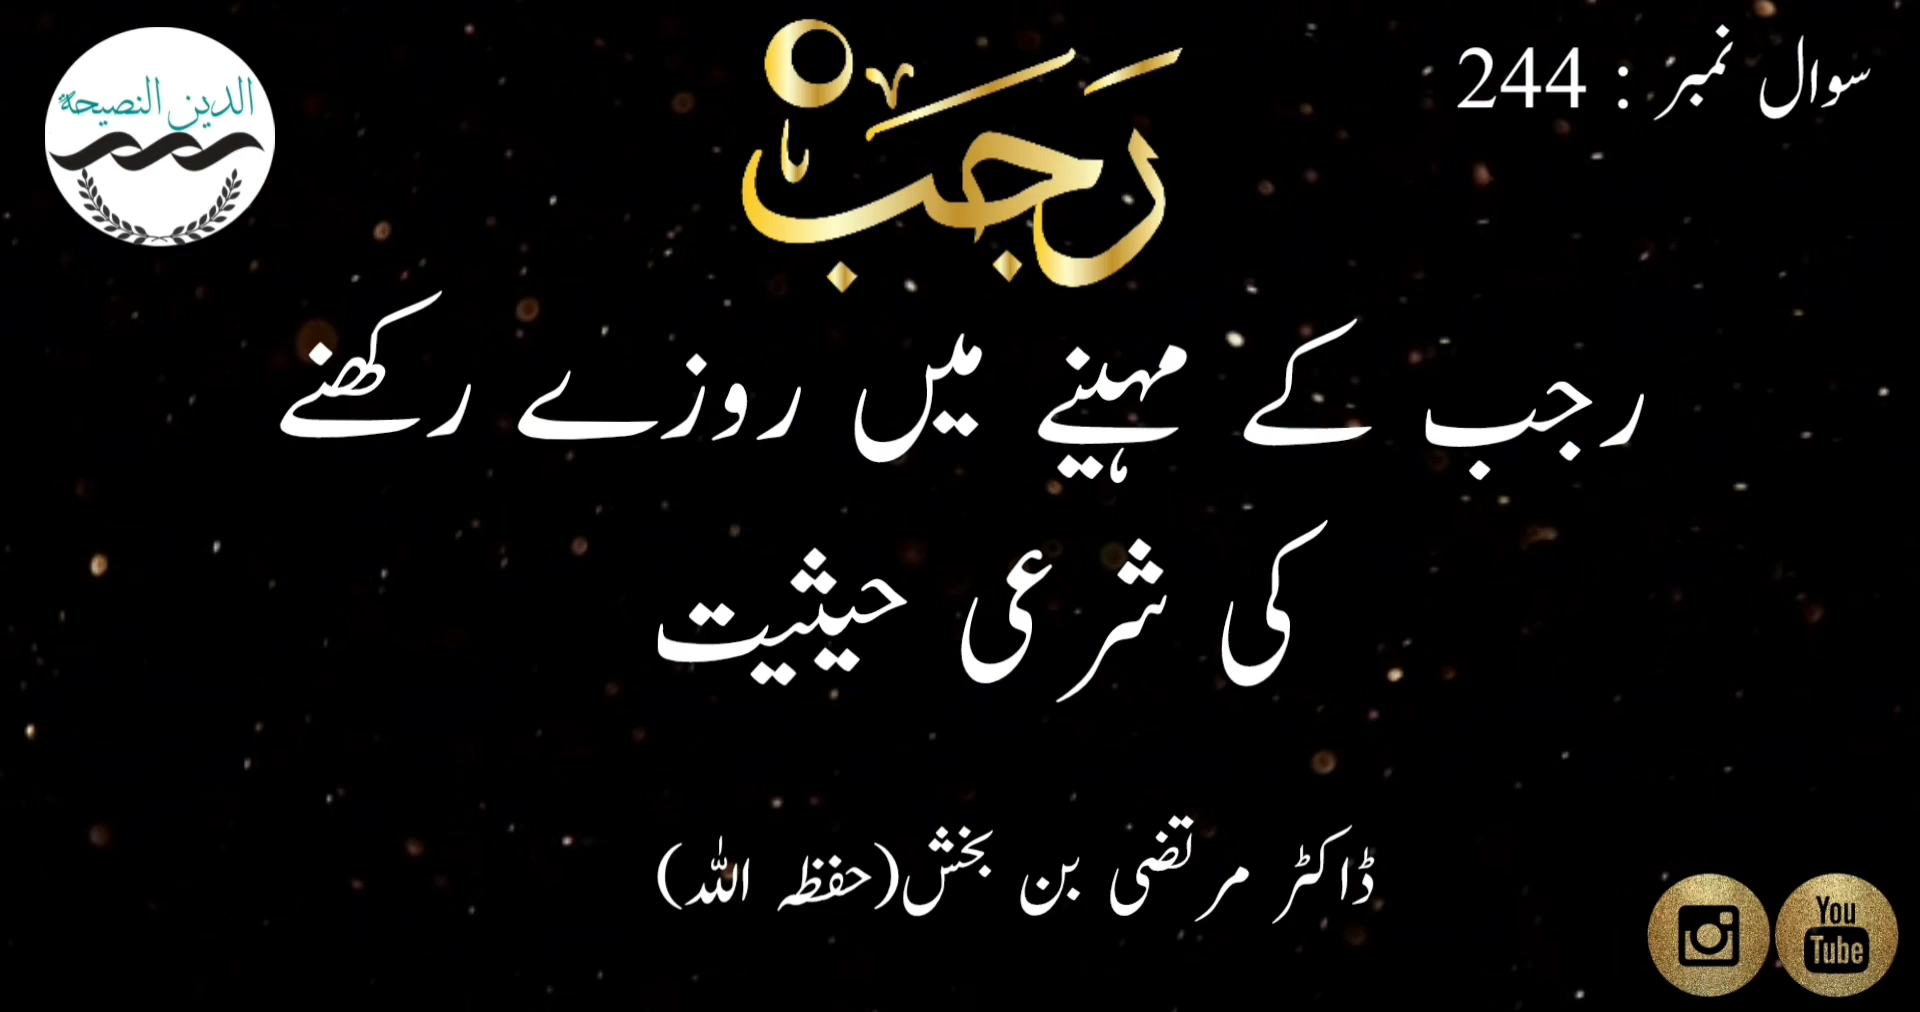 سوال نمبر : 244
الدین النصیحة
رَجَب
رجب کے مہینے میں روزے رکھنے
کی شرعی حیثیت
ڈاکٹر مرتضی بن بخش(حفظہ اللہ)
You
Tube